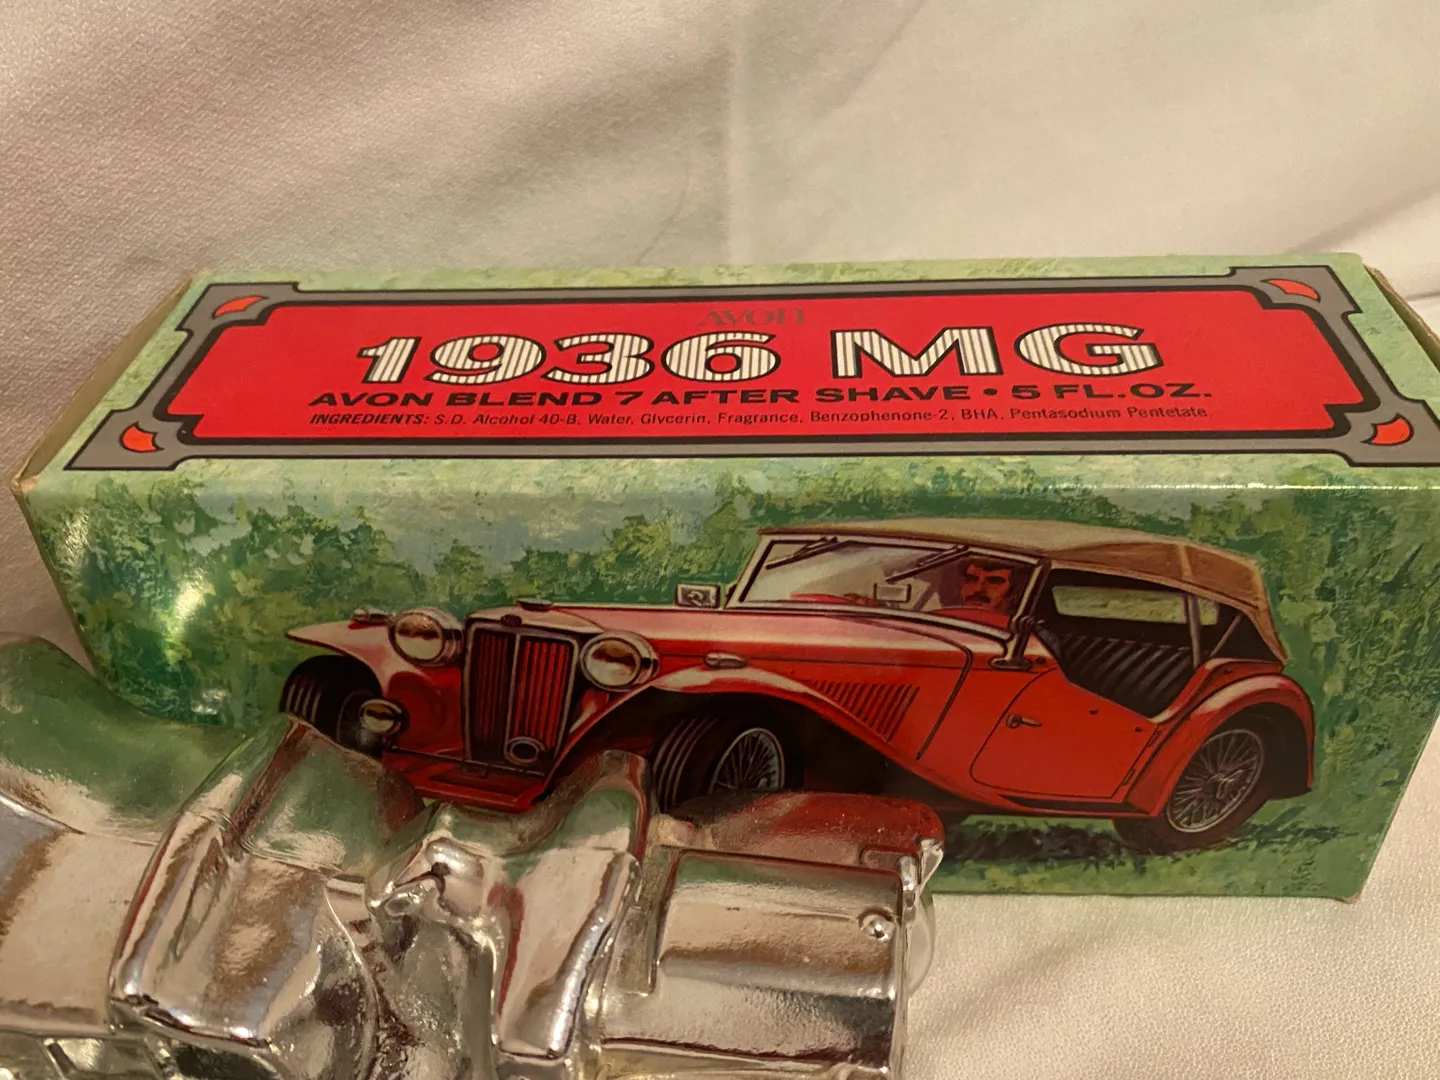 AVON
1936 MG
AVON BLEND 7 AFTER SHAVE • 5 FL. OZ.
INGREDIENTS: S.D. Alcohol 40-B, Water, Glycerin, Fragrance, Benzophenone-2, BHA, Pentasodium Pentetate.